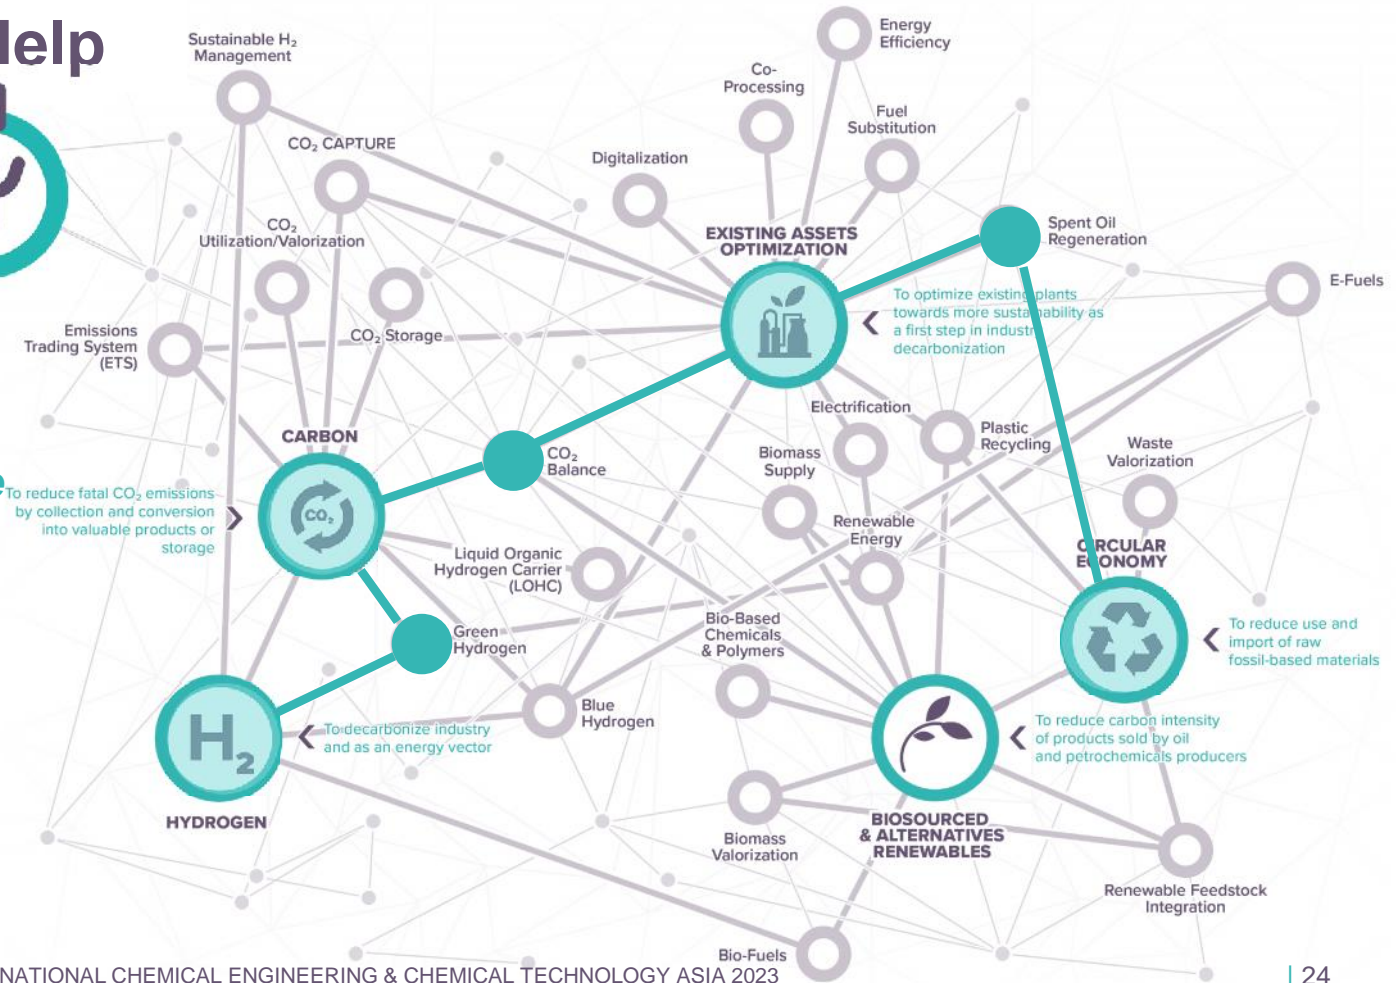 Help
Sustainable H₂
Management
Energy
Efficiency
Co-
Processing
Fuel
Substitution
CO₂ CAPTURE
Digitalization
CO₂
Utilization/Valorization
EXISTING ASSETS
OPTIMIZATION
Spent Oil
Regeneration
E-Fuels
To optimize existing plants
towards more sustainability as
a first step in industr
decarbonization
Emissions
Trading System
(ETS)
CO₂ Storage
Electrification
CARBON
CO₂
Balance
Biomass
Supply
Plastic
Recycling
Waste
Valorization
To reduce fatal CO₂ emissions
by collection and conversion
into valuable products or
storage
CO₂
Renewable
Energy
CIRCULAR
ECONOMY
Liquid Organic
Hydrogen Carrier
(LOHC)
Green
Hydrogen
Bio-Based
Chemicals
& Polymers
To reduce use and
import of raw
fossil-based materials
H₂
To decarbonize industry
and as an energy vector
Blue
Hydrogen
To reduce carbon intensity
of products sold by oil
and petrochemicals producers
HYDROGEN
Biomass
Valorization
BIOSOURCED
& ALTERNATIVES
RENEWABLES
Renewable Feedstock
Integration
Bio-Fuels
NATIONAL CHEMICAL ENGINEERING & CHEMICAL TECHNOLOGY ASIA 2023
| 24